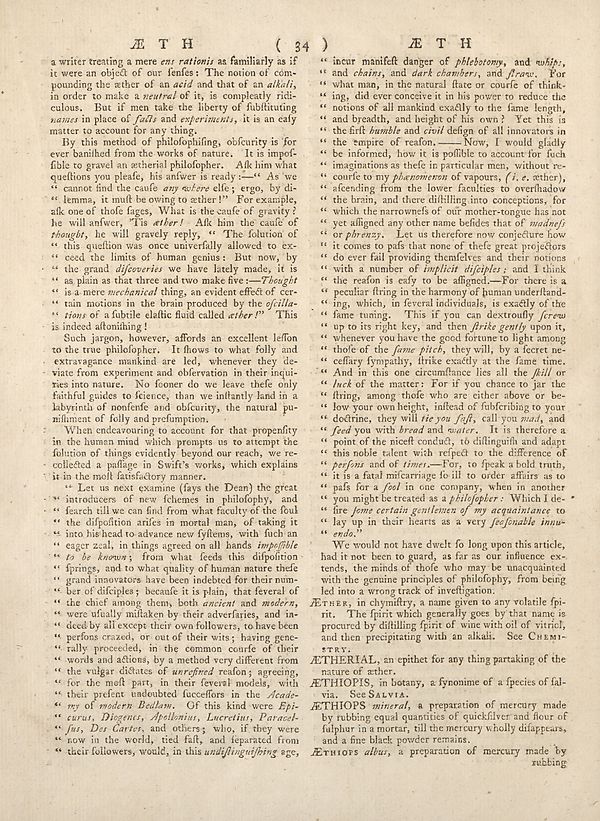 ÆTH ( 34 ) ÆTH
a writer treating a mere ens rationis as familiarly as if
it were an object of our ſenſes: The notion of com-
pounding the æther of an acid and that of an alkali,
in order to make a neutral of it, is compleatly ridi-
culous. But if men take the liberty of ſubſtituting
names in place of facts and experiments, it is an eaſy
matter to account for any thing.
By this method of philoſophiſing, obſcurity is for
ever baniſhed from the works of nature. It is impoſ-
ſible to gravel an ætherial philoſopher. Aſk him what
queſtions you pleaſe, his anſwer is ready:—“ As we
“ cannot find the cauſe any where elſe; ergo, by di-
“ lemma, it muſt be owing to æther!” For example,
aſk one of thoſe ſages, What is the cauſe of gravity?
he will anſwer, 'Tis æther! Aſk him the cauſe of
thought, he will gravely reply, “ The ſolution of
“ this queſtion was once univerſally allowed to ex-
“ ceed the limits of human genius: But now, by
“ the grand diſcoveries we have lately made, it is
“ as plain as that three and two make five:—Thought
“ is a mere mechanical thing, an evident effect of cer-
“ tain motions in the brain produced by the oſcilla-
“ tions of a ſubtile elaſtic fluid called æther!” This
is indeed aſtoniſhing!
Such jargon, however, affords an excellent leſſon
to the true philoſopher. It ſhows to what folly and
extravagance mankind are led, whenever they de-
viate from experiment and obſervation in their inqui-
ries into nature. No ſooner do we leave theſe only
faithful guides to ſcience, than we inſtantly land in a
labyrinth of nonſenſe and obſcurity, the natural pu-
niſhment of folly and preſumption.
When endeavouring to account for that propenſity
in the human mind which prompts us to attempt the
ſolution of things evidently beyond our reach, we re-
collected a paſſage in Swift's works, which explains
it in the moſt ſatisfactory manner.
“ Let us next examine (ſays the Dean) the great
“ introducers of new ſchemes in philoſophy, and
“ ſearch till we can find from what faculty of the ſoul
“ the diſpoſition ariſes in mortal man, of taking it
“ into his head to advance new ſyſtems, with ſuch an
“ eager zeal, in things agreed on all hands impoſſible
“ to be known; from what ſeeds this diſpoſition
“ ſprings, and to what quality of human nature theſe
“ grand innovators have been indebted for their num-
“ ber of diſciples; becauſe it is plain, that ſeveral of
“ the chief among them, both ancient and modern,
“ were uſually miſtaken by their adverſaries, and in-
“ deed by all except their own followers, to have been
“ perſons crazed, or out of their wits; having gene-
“ rally proceeded, in the common courſe of their
“ words and actions, by a method very different from
“ the vulgar dictates of unrefined reaſon; agreeing,
“ for the moſt part, in their ſeveral models, with
“ their preſent undoubted ſucceſſors in the Acade-
“ my of modern Bedlam. Of this kind were Epi-
“ curus, Diogenes, Apollonius, Lucretius, Paracel-
“ ſus, Des Cartes, and others; who, if they were
“ now in the world, tied faſt, and ſeparated from
“ their followers, would, in this undiſtinguiſhing age,
“ incur manifeſt danger of phlebotomy, and whips,
“ and chains, and dark chambers, and ſtraw. For
“ what man, in the natural ſtate or courſe of think-
“ ing, did ever conceive it in his power to reduce the
“ notions of all mankind exactly to the ſame length,
“ and breadth, and height of his own? Yet this is
“ the firſt humble and civil deſign of all innovators in
“ the empire of reaſon.——Now, I would gladly
“ be informed, how it is poſſible to account for ſuch
“ imaginations as theſe in particular men, without re-
“ courſe to my phænomenon of vapours, (i. e. æther),
“ aſcending from the lower faculties to overſhadow
“ the brain, and there diſtilling into conceptions, for
“ which the narrowneſs of our mother-tongue has not
“ yet aſſigned any other name beſides that of madneſs
“ or phrenzy. Let us therefore now conjecture how
“ it comes to paſs that none of theſe great projectors
“ do ever fail providing themſelves and their notions
“ with a number of implicit diſciples; and I think
“ the reaſon is eaſy to be aſſigned.—For there is a
“ peculiar ſtring in the harmony of human underſtand-
“ ing, which, in ſeveral individuals, is exactly of the
“ ſame tuning. This if you can dextrouſly ſcrew
“ up to its right key, and then ſtrike gently upon it,
“ whenever you have the good fortune to light among
“ thoſe of the ſame pitch, they will, by a ſecret ne-
“ ceſſary ſympathy, ſtrike exactly at the ſame time.
“ And in this one circumſtance lies all the ſkill or
“ luck of the matter: For if you chance to jar the
“ ſtring, among thoſe who are either above or be-
“ low your own height, inſtead of ſubſcribing to your
“ doctrine, they will tie you faſt, call you mad, and
“ feed you with bread and water. It is therefore a
“ point of the niceſt conduct, to diſtinguiſh and adapt
“ this noble talent with reſpect to the difference of
“ perſons and of times.—For, to ſpeak a bold truth,
“ it is a fatal miſcarriage ſo ill to order affairs as to
“ paſs for a fool in one company, when in another
“ you might be treated as a philoſopher: Which I de-
“ ſire ſome certain gentlemen of my acquaintance to
“ lay up in their hearts as a very ſeaſonable innu-
“ endo.”
We would not have dwelt ſo long upon this article,
had it not been to guard, as far as our influence ex-
tends, the minds of thoſe who may be unacquainted
with the genuine principles of philoſophy, from being
led into a wrong track of inveſtigation.
ÆTHER, in chymiſtry, a name given to any volatile ſpi-
rit. The ſpirit which generally goes by that name is
procured by diſtilling ſpirit of wine with oil of vitriol,
and then precipitating with an alkali. See CHEMI-
STRY.
ÆTHERIAL, an epithet for any thing partaking of the
nature of æther.
ÆTHIOPIS, in botany, a ſynonime of a ſpecies of ſal-
via. See SALVIA.
ÆTHIOPS mineral, a preparation of mercury made
by rubbing equal quantities of quickſilver and flour of
ſulphur in a mortar, till the mercury wholly diſappears,
and a fine black powder remains.
ÆTHIOPS albus, a preparation of mercury made by
rubbing